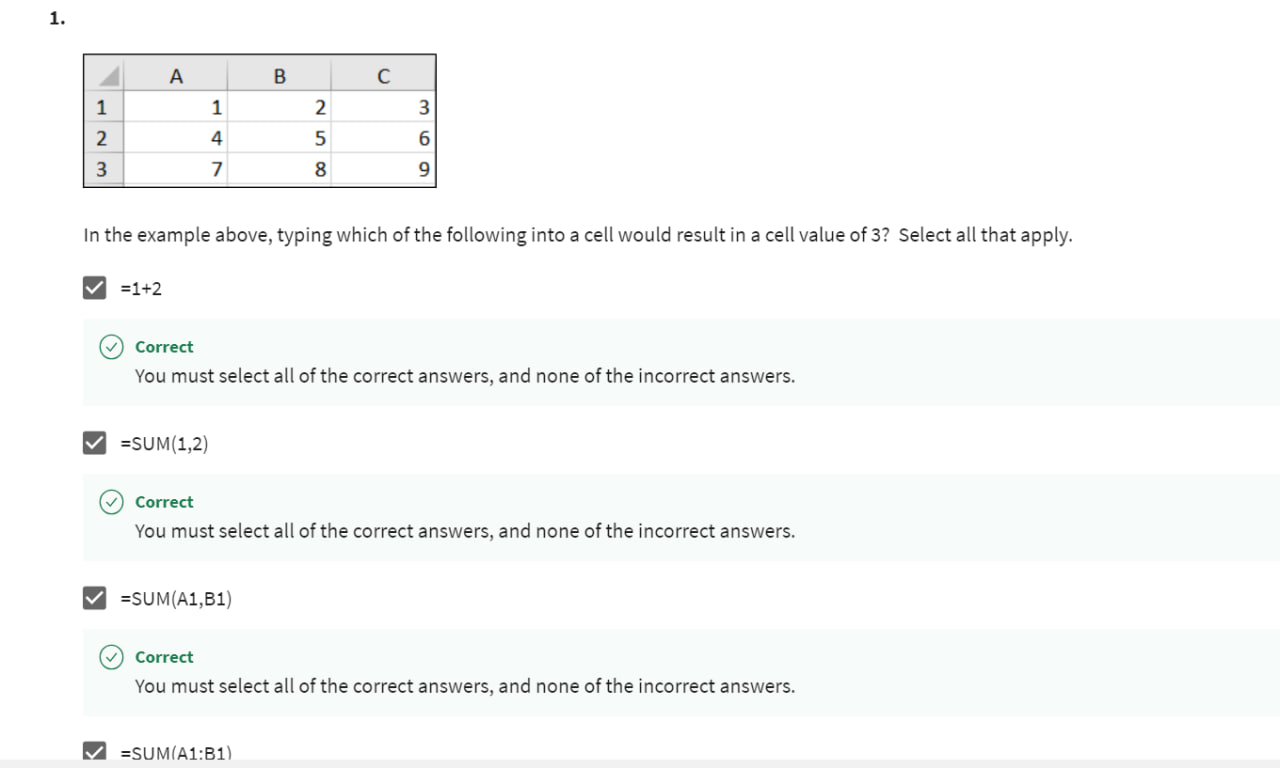 1.
A B C
1 1 2 3
2 4 5 6
3 7 8 9
In the example above, typing which of the following into a cell would result in a cell value of 3? Select all that apply.
=1+2
Correct
You must select all of the correct answers, and none of the incorrect answers.
=SUM(1,2)
Correct
You must select all of the correct answers, and none of the incorrect answers.
=SUM(A1,B1)
Correct
You must select all of the correct answers, and none of the incorrect answers.
=SUM(A1:B1)